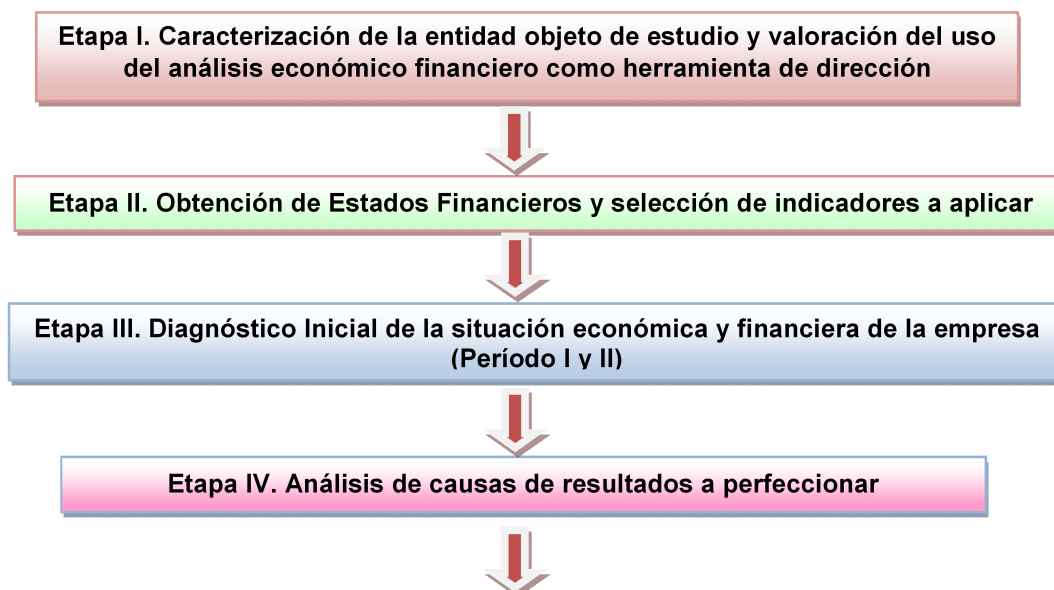 Etapa I. Caracterización de la entidad objeto de estudio y valoración del uso
del análisis económico financiero como herramienta de dirección
Etapa II. Obtención de Estados Financieros y selección de indicadores a aplicar
Etapa III. Diagnóstico Inicial de la situación económica y financiera de la empresa
(Período I y II)
Etapa IV. Análisis de causas de resultados a perfeccionar